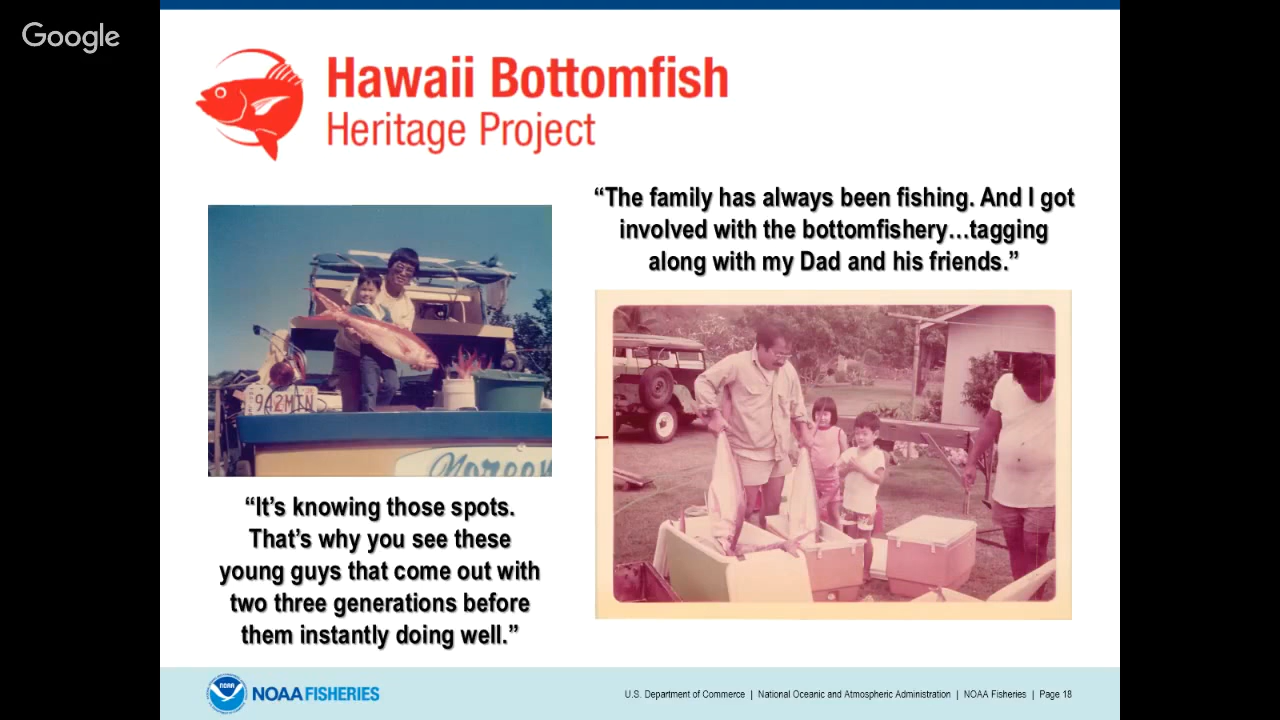 Google
Hawaii Bottomfish
Heritage Project
“The family has always been fishing. And I got
involved with the bottomfishery…tagging
along with my Dad and his friends.”
942MIN
“It’s knowing those spots.
That’s why you see these
young guys that come out with
two three generations before
them instantly doing well.”
NOAA
NOAA FISHERIES
U.S. Department of Commerce | National Oceanic and Atmospheric Administration | NOAA Fisheries | Page 18